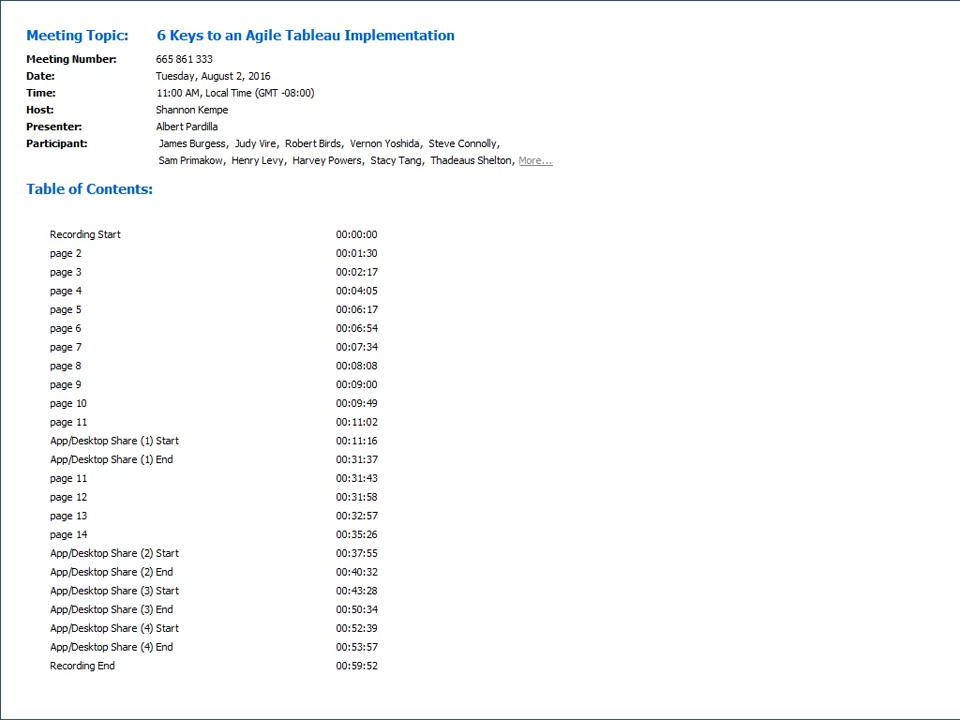 Meeting Topic: 6 Keys to an Agile Tableau Implementation
Meeting Number: 665 861 333
Date: Tuesday, August 2, 2016
Time: 11:00 AM, Local Time (GMT -08:00)
Host: Shannon Kempe
Presenter: Albert Pardilla
Participant: James Burgess, Judy Vire, Robert Birds, Vernon Yoshida, Steve Connolly,
Sam Primakow, Henry Levy, Harvey Powers, Stacy Tang, Thadeaus Shelton, More...
Table of Contents:
Recording Start 00:00:00
page 2 00:01:30
page 3 00:02:17
page 4 00:04:05
page 5 00:06:17
page 6 00:06:54
page 7 00:07:34
page 8 00:08:08
page 9 00:09:00
page 10 00:09:49
page 11 00:11:02
App/Desktop Share (1) Start 00:11:16
App/Desktop Share (1) End 00:31:37
page 11 00:31:43
page 12 00:31:58
page 13 00:32:57
page 14 00:35:26
App/Desktop Share (2) Start 00:37:55
App/Desktop Share (2) End 00:40:32
App/Desktop Share (3) Start 00:43:28
App/Desktop Share (3) End 00:50:34
App/Desktop Share (4) Start 00:52:39
App/Desktop Share (4) End 00:53:57
Recording End 00:59:52